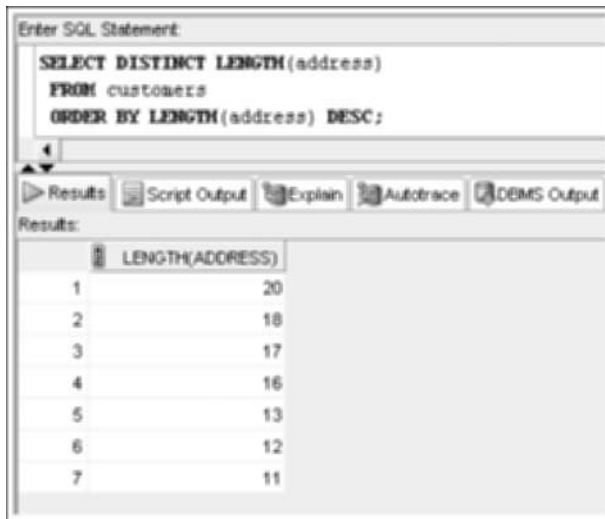 Enter SQL Statement:
SELECT DISTINCT LENGTH(address)
FROM customers
ORDER BY LENGTH(address) DESC;
Results Script Output Explain Autotrace DBMS Output
Results:
LENGTH(ADDRESS)
1 20
2 18
3 17
4 16
5 13
6 12
7 11